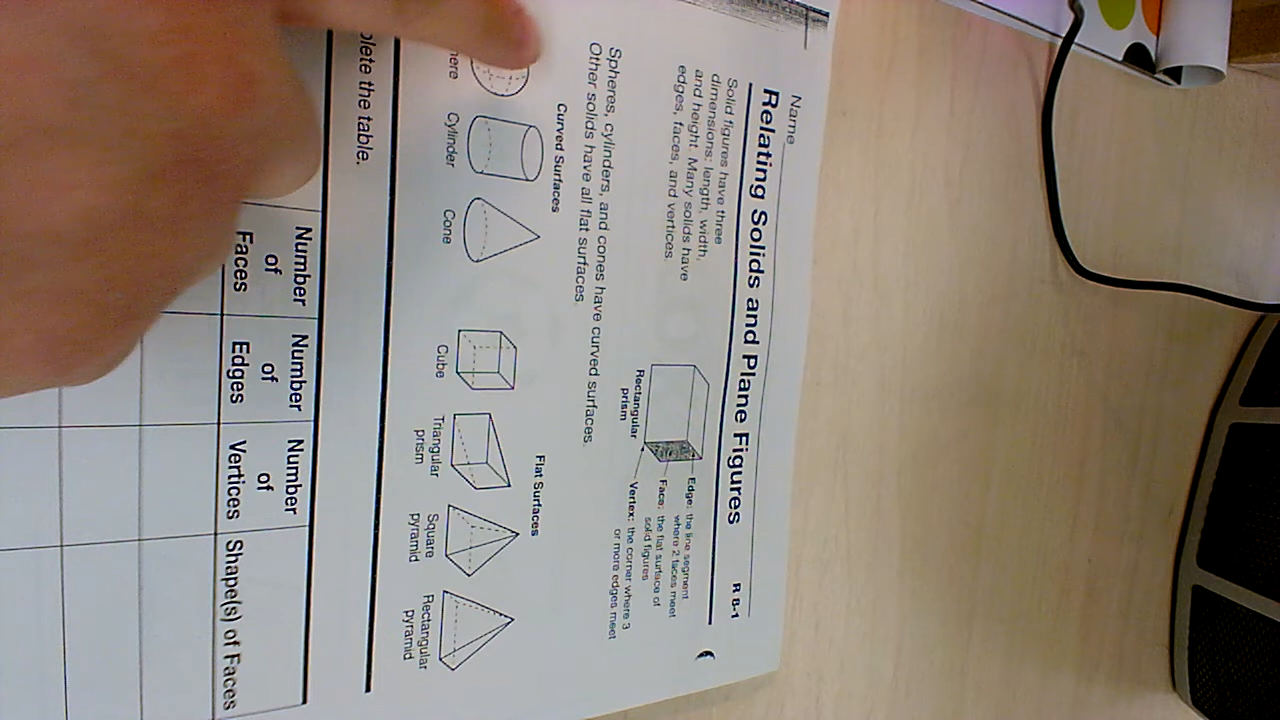 Name
Relating Solids and Plane Figures
R 8-1
Solid figures have three
dimensions: length, width,
and height. Many solids have
edges, faces, and vertices.
Edge: the line segment
where 2 faces meet
Face: the flat surface of
solid figures
Vertex: the corner where 3
or more edges meet
Rectangular
prism
Spheres, cylinders, and cones have curved surfaces.
Other solids have all flat surfaces.
Curved Surfaces
Flat Surfaces
Cylinder
Cone
Cube
Triangular
prism
Square
pyramid
Rectangular
pyramid
the table.
Number
of
Faces
Number
of
Edges
Number
of
Vertices
Shape(s) of Faces